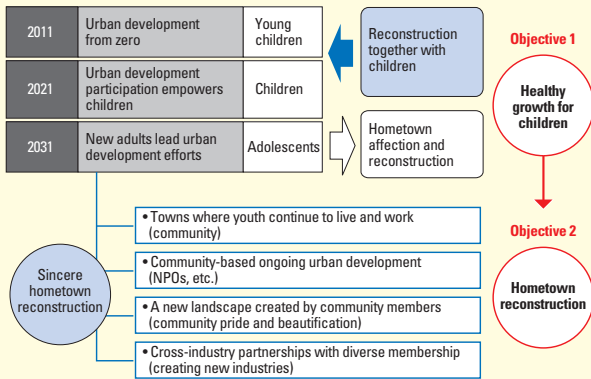 2011
Urban development
from zero
Young
children
2021
Urban development
participation empowers
children
Children
2031
New adults lead urban
development efforts
Adolescents
Reconstruction
together with
children
Hometown
affection and
reconstruction
Objective 1
Healthy
growth for
children
Objective 2
Hometown
reconstruction
Sincere
hometown
reconstruction
• Towns where youth continue to live and work
(community)
• Community-based ongoing urban development
(NPOs, etc.)
• A new landscape created by community members
(community pride and beautification)
• Cross-industry partnerships with diverse membership
(creating new industries)